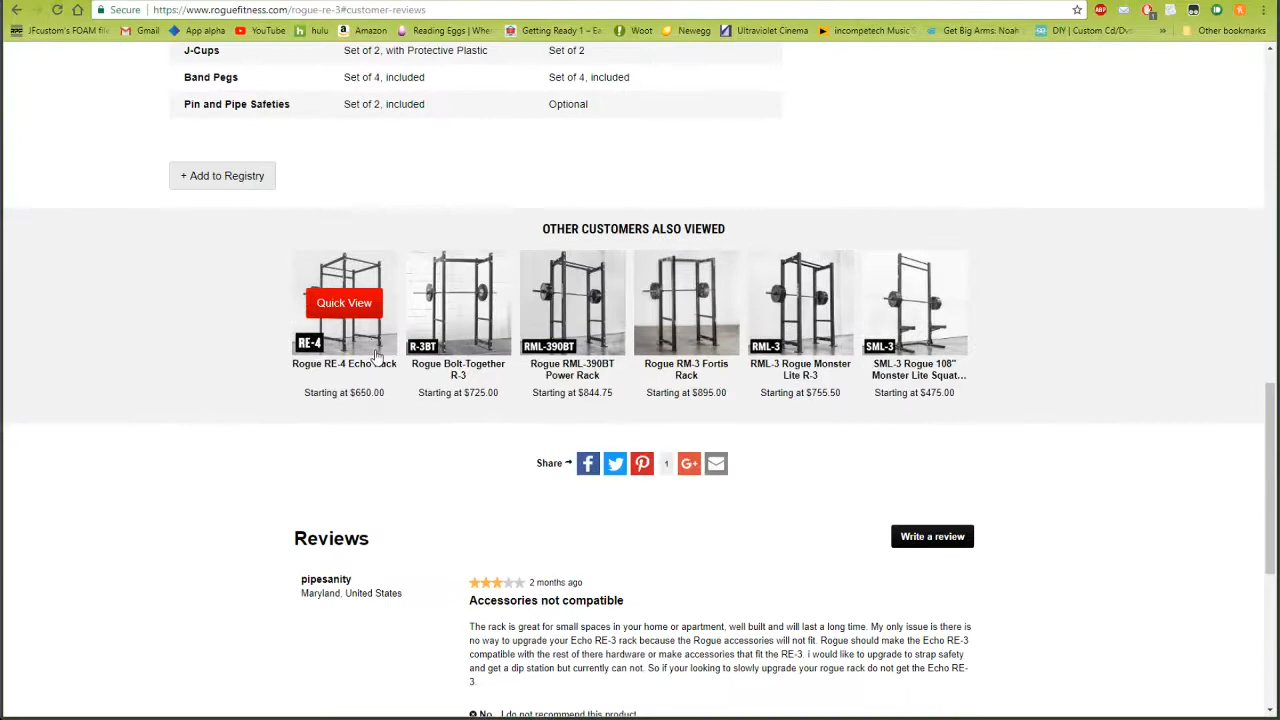 Secure
https://www.roguefitness.com/rogue-re-3#customer-reviews
ABP
1
JFcustom's FOAM file
Gmail
App alpha
YouTube
hulu
Amazon
Reading Eggs | Wher
Getting Ready 1 – Ea
Woot
Newegg
Ultraviolet Cinema
incompetech Music
Get Big Arms: Noah
DIY | Custom Cd/Dvd
»
Other bookmarks
J-Cups Set of 2, with Protective Plastic Set of 2
Band Pegs Set of 4, included Set of 4, included
Pin and Pipe Safeties Set of 2, included Optional
+ Add to Registry
OTHER CUSTOMERS ALSO VIEWED
Quick View
RE-4
Rogue RE-4 Echo Rack
Starting at $650.00
R-3BT
Rogue Bolt-Together
R-3
Starting at $725.00
RML-390BT
Rogue RML-390BT
Power Rack
Starting at $844.75
Rogue RM-3 Fortis
Rack
Starting at $895.00
RML-3
RML-3 Rogue Monster
Lite R-3
Starting at $755.50
SML-3
SML-3 Rogue 108"
Monster Lite Squat...
Starting at $475.00
Share
1
Reviews
Write a review
pipesanity
Maryland, United States
2 months ago
Accessories not compatible
The rack is great for small spaces in your home or apartment, well built and will last a long time. My only issue is there is
no way to upgrade your Echo RE-3 rack because the Rogue accessories will not fit. Rogue should make the Echo RE-3
compatible with the rest of there hardware or make accessories that fit the RE-3. i would like to upgrade to strap safety
and get a dip station but currently can not. So if your looking to slowly upgrade your rogue rack do not get the Echo RE-
3.
No, I do not recommend this product.